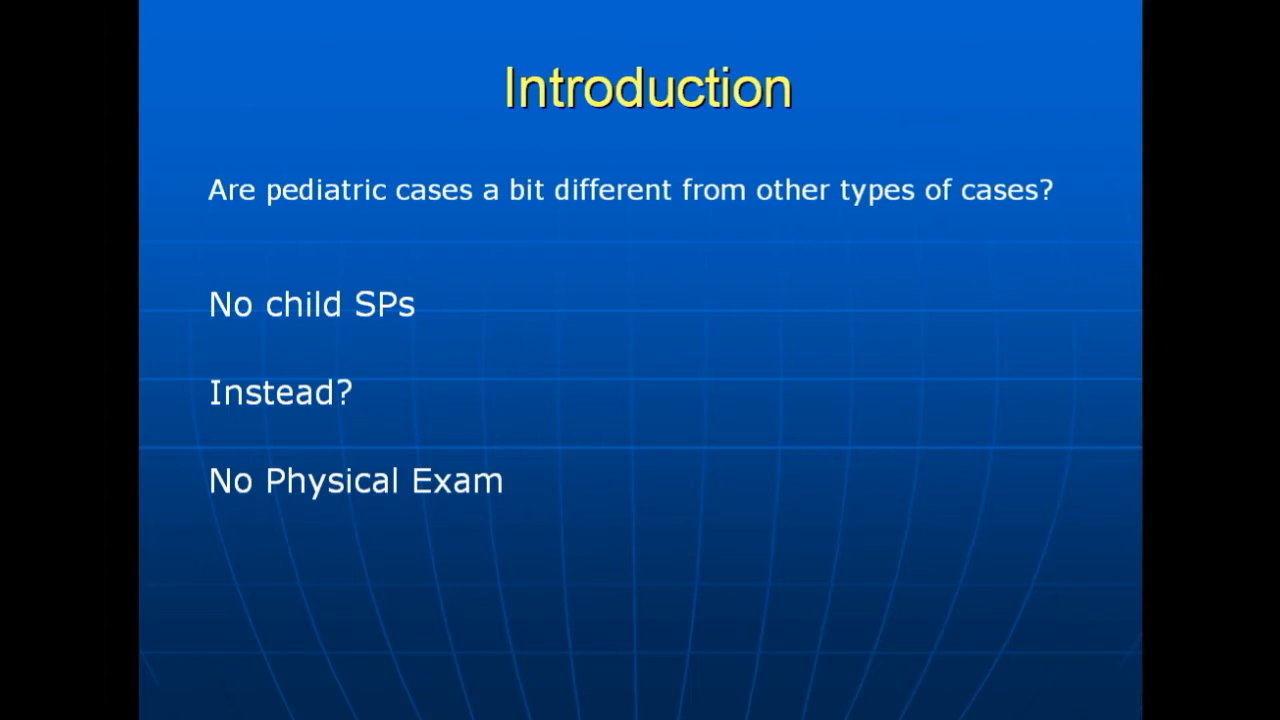 Introduction
Are pediatric cases a bit different from other types of cases?
No child SPs
Instead?
No Physical Exam